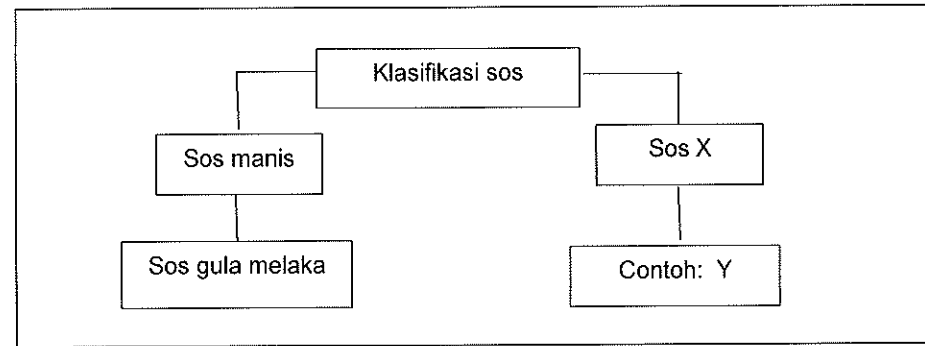 Klasifikasi sos
Sos manis
Sos X
Sos gula melaka
Contoh: Y